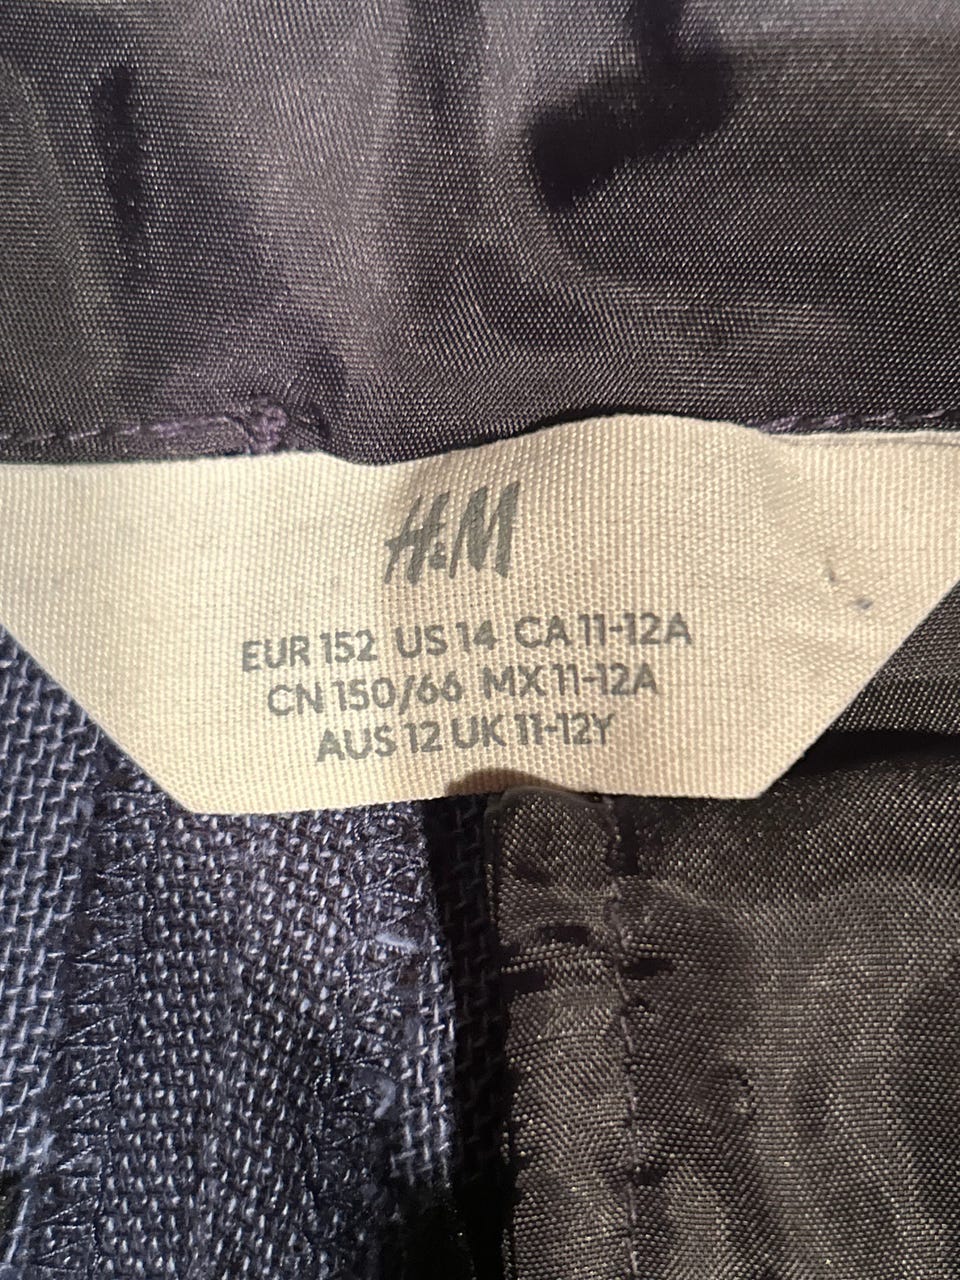 H&M
EUR 152 US 14 CA 11-12A
CN 150/66 MX 11-12A
AUS 12 UK 11-12Y